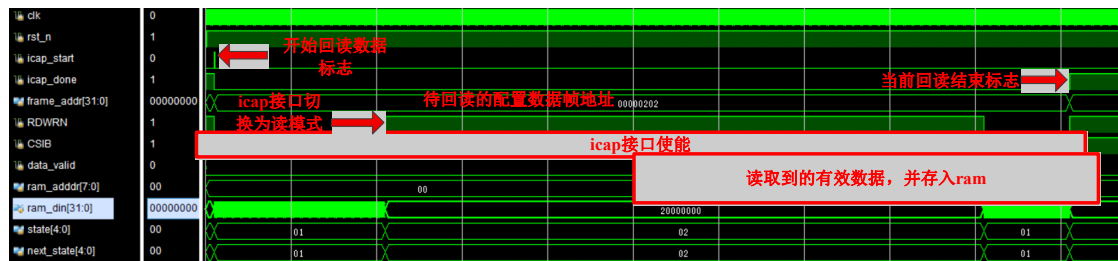 clk 0
rst_n 1
icap_start 0
开始回读数据
标志
icap_done 1
当前回读结束标志
frame_addr[31:0] 00000000
icap接口切
换为读模式
待回读的配置数据帧地址 00000202
RDWRN 1
CSIB 1
icap接口使能
data_valid 0
读取到的有效数据，并存入ram
ram_adddr[7:0] 00 00
ram_din[31:0] 00000000 20000000
state[4:0] 00 01 02 01
next_state[4:0] 00 01 02 01